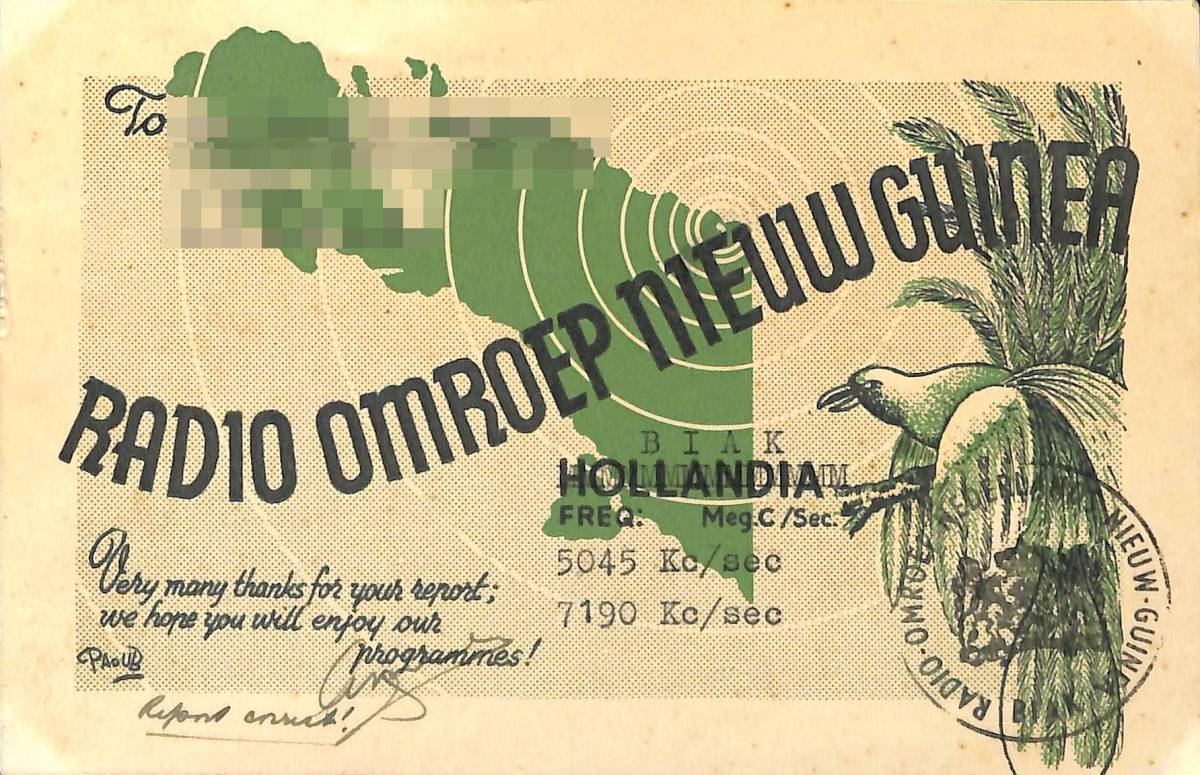 To
RADIO OMROEP NIEUW GUINEA
BIAK
HOLLANDIA
FREQ: Meg.C/Sec.
5045 Kc/sec
7190 Kc/sec
Very many thanks for your report;
we hope you will enjoy our
programmes!
PAoUB
Report correct!
RADIO-OMROEP NIEUW-GUINEA